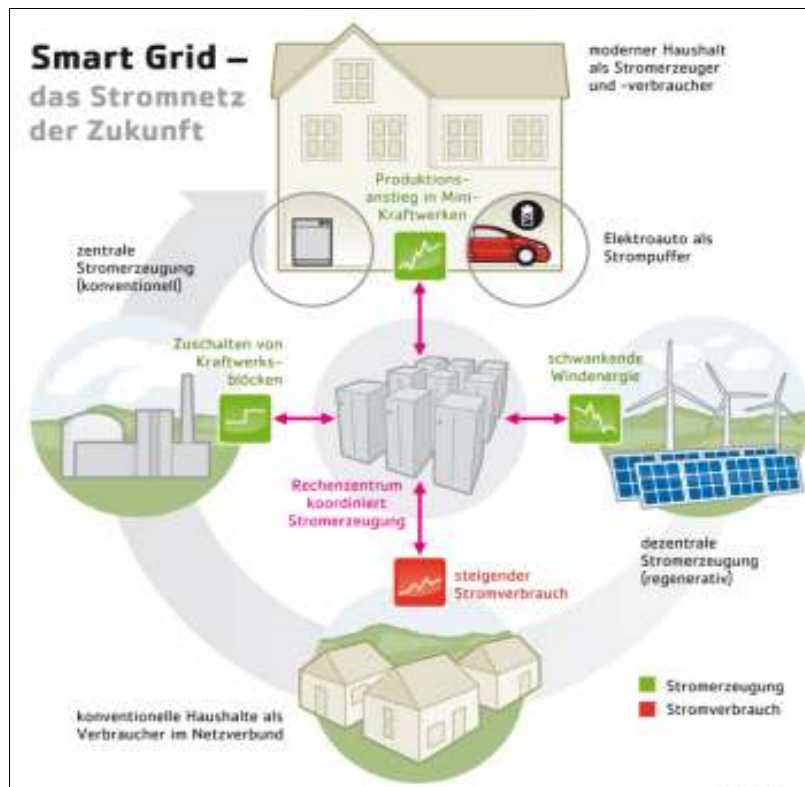 Smart Grid –
das Stromnetz
der Zukunft
moderner Haushalt
als Stromerzeuger
und -verbraucher
Produktions-
anstieg in Mini-
Kraftwerken
Elektroauto als
Strompuffer
zentrale
Stromerzeugung
(konventionell)
Zuschalten von
Kraftwerks-
blöcken
schwankende
Windenergie
Rechenzentrum
koordiniert
Stromerzeugung
dezentrale
Stromerzeugung
(regenerativ)
steigender
Stromverbrauch
konventionelle Haushalte als
Verbraucher im Netzverbund
Stromerzeugung
Stromverbrauch